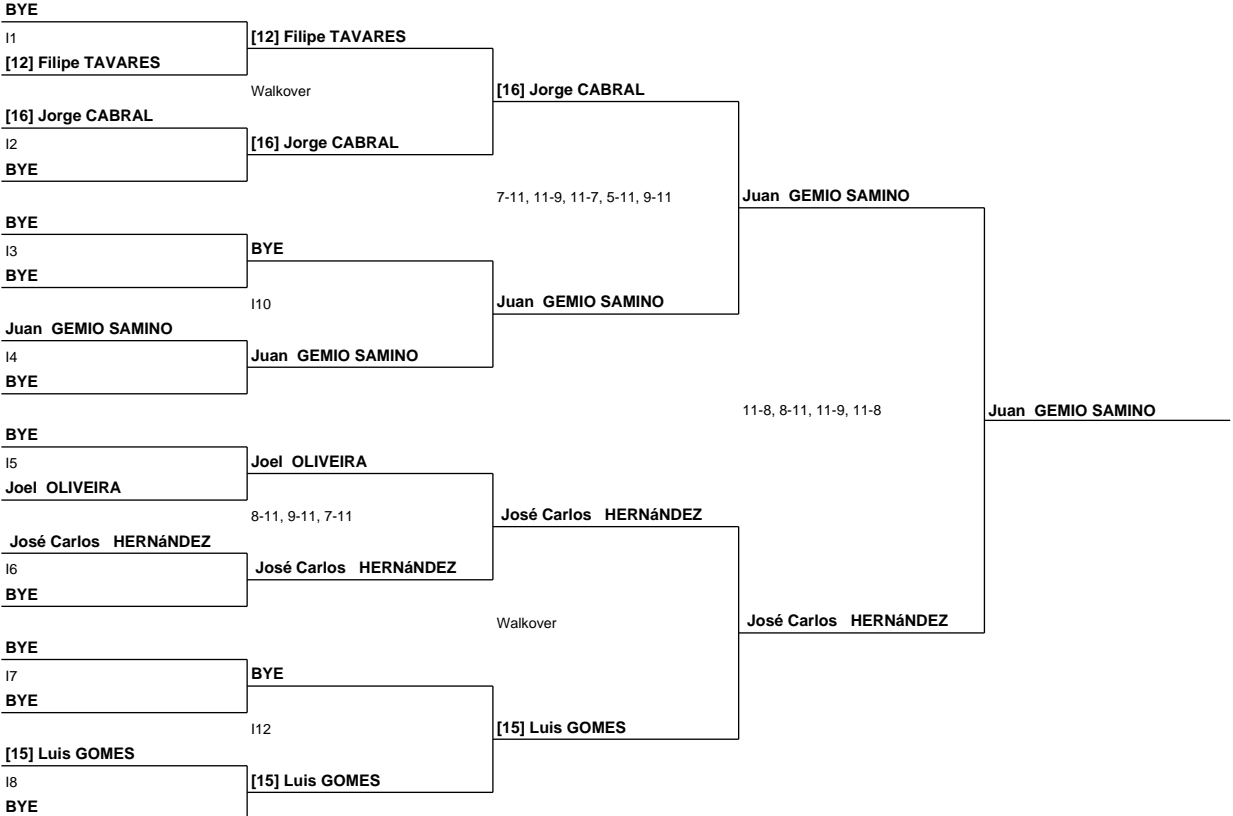 BYE
I1
[12] Filipe TAVARES
[12] Filipe TAVARES
Walkover
[16] Jorge CABRAL
[16] Jorge CABRAL
I2
[16] Jorge CABRAL
BYE
7-11, 11-9, 11-7, 5-11, 9-11
Juan GEMIO SAMINO
BYE
I3
BYE
BYE
I10
Juan GEMIO SAMINO
Juan GEMIO SAMINO
I4
Juan GEMIO SAMINO
BYE
11-8, 8-11, 11-9, 11-8
Juan GEMIO SAMINO
BYE
I5
Joel OLIVEIRA
Joel OLIVEIRA
8-11, 9-11, 7-11
José Carlos HERNáNDEZ
José Carlos HERNáNDEZ
I6
José Carlos HERNáNDEZ
BYE
Walkover
José Carlos HERNáNDEZ
BYE
I7
BYE
BYE
I12
[15] Luis GOMES
[15] Luis GOMES
I8
[15] Luis GOMES
BYE